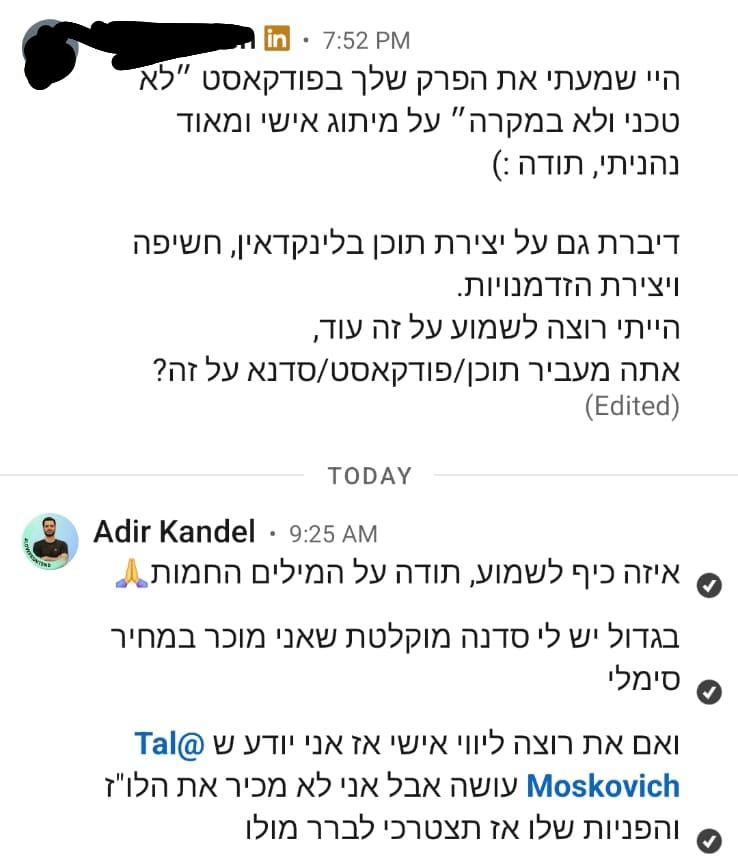 7:52 PM
היי שמעתי את הפרק שלך בפודקאסט ״לא
טכני ולא במקרה״ על מיתוג אישי ומאוד
נהניתי, תודה :)
דיברת גם על יצירת תוכן בלינקדאין, חשיפה
ויצירת הזדמנויות.
הייתי רוצה לשמוע על זה עוד,
אתה מעביר תוכן/פודקאסט/סדנא על זה?
(Edited)
TODAY
Adir Kandel • 9:25 AM
איזה כיף לשמוע, תודה על המילים החמות🙏
בגדול יש לי סדנה מוקלטת שאני מוכר במחיר
סימלי
ואם את רוצה ליווי אישי אז אני יודע ש @Tal
Moskovich עושה אבל אני לא מכיר את הלו"ז
והפניות שלו אז תצטרכי לברר מולו